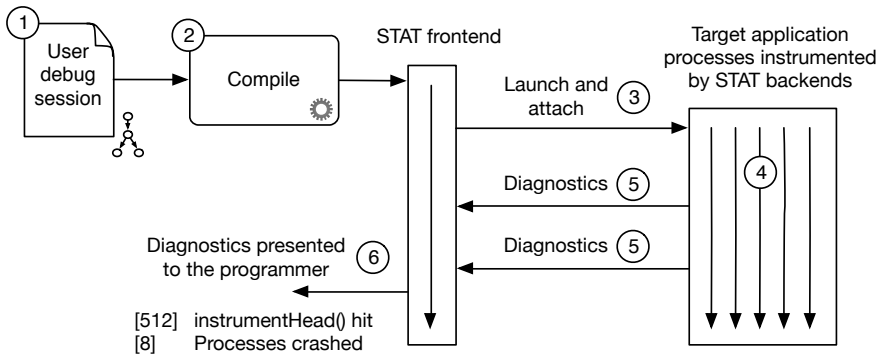 1
User
debug
session
2
Compile
STAT frontend
Launch and
attach
3
Target application
processes instrumented
by STAT backends
4
Diagnostics 5
Diagnostics 5
Diagnostics presented
to the programmer
6
[512] instrumentHead() hit
[8] Processes crashed